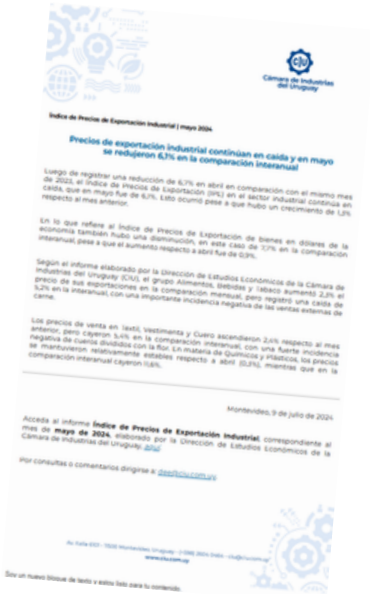 CIU
Cámara de Industrias
del Uruguay
Índice de Precios de Exportación Industrial | mayo 2024
Precios de exportación industrial continúan en caída y en mayo
se redujeron 6,1% en la comparación interanual
Luego de registrar una reducción de 6,7% en abril en comparación con el mismo mes
de 2023, el Índice de Precios de Exportación (IPE) en el sector industrial continúa en
caída, que en mayo fue de 6,1%. Esto ocurrió pese a que hubo un crecimiento de 1,3%
respecto al mes anterior.
En lo que refiere al Índice de Precios de Exportación de bienes en dólares de la
economía también hubo una disminución, en este caso de 7,7% en la comparación
interanual, pese a que el aumento respecto a abril fue de 0,9%.
Según el informe elaborado por la Dirección de Estudios Económicos de la Cámara de
Industrias del Uruguay (CIU), el grupo Alimentos, Bebidas y Tabaco aumentó 2,3% el
precio de sus exportaciones en la comparación mensual, pero registró una caída de
5,2% en la interanual, con una importante incidencia negativa de las ventas externas de
carne.
Los precios de venta en Textil, Vestimenta y Cuero ascendieron 2,4% respecto al mes
anterior, pero cayeron 5,4% en la comparación interanual, con una fuerte incidencia
negativa de cueros divididos con la flor. En materia de Químicos y Plásticos, los precios
se mantuvieron relativamente estables respecto a abril (0,2%), mientras que en la
comparación interanual cayeron 11,6%.
Montevideo, 9 de julio de 2024
Acceda al informe Índice de Precios de Exportación Industrial, correspondiente al
mes de mayo de 2024, elaborado por la Dirección de Estudios Económicos de la
Cámara de Industrias del Uruguay, aquí.
Por consultas o comentarios dirigirse a: dee@ciu.com.uy.
Montevideo, Uruguay
www.ciu.com.uy
Soy un nuevo bloque de texto y estoy listo para tu contenido.